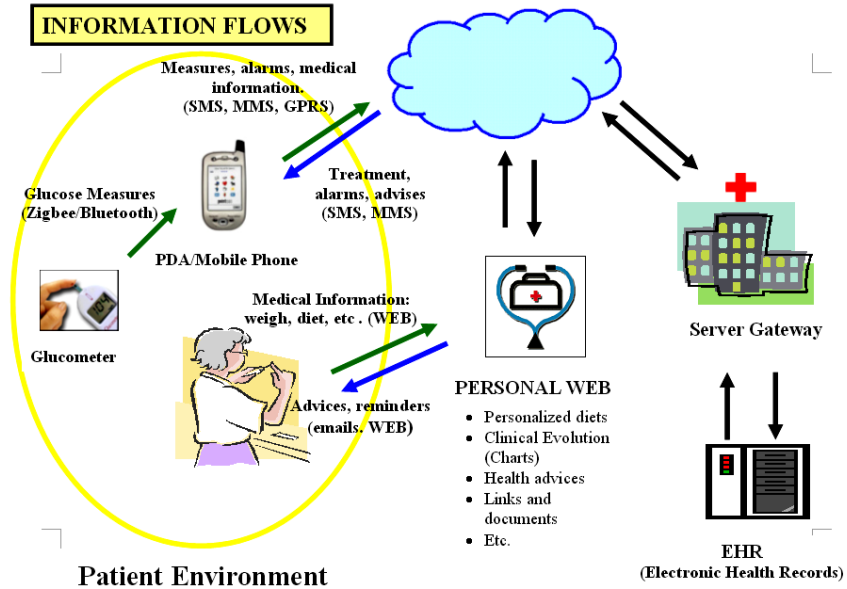 INFORMATION FLOWS
Measures, alarms, medical
information.
(SMS, MMS, GPRS)
Treatment,
alarms, advises
(SMS, MMS)
Glucose Measures
(Zigbee/Bluetooth)
PDA/Mobile Phone
Glucometer
Medical Information:
weigh, diet, etc . (WEB)
Advices, reminders
(emails. WEB)
Server Gateway
PERSONAL WEB
• Personalized diets
• Clinical Evolution
(Charts)
• Health advices
• Links and
documents
• Etc.
EHR
(Electronic Health Records)
Patient Environment